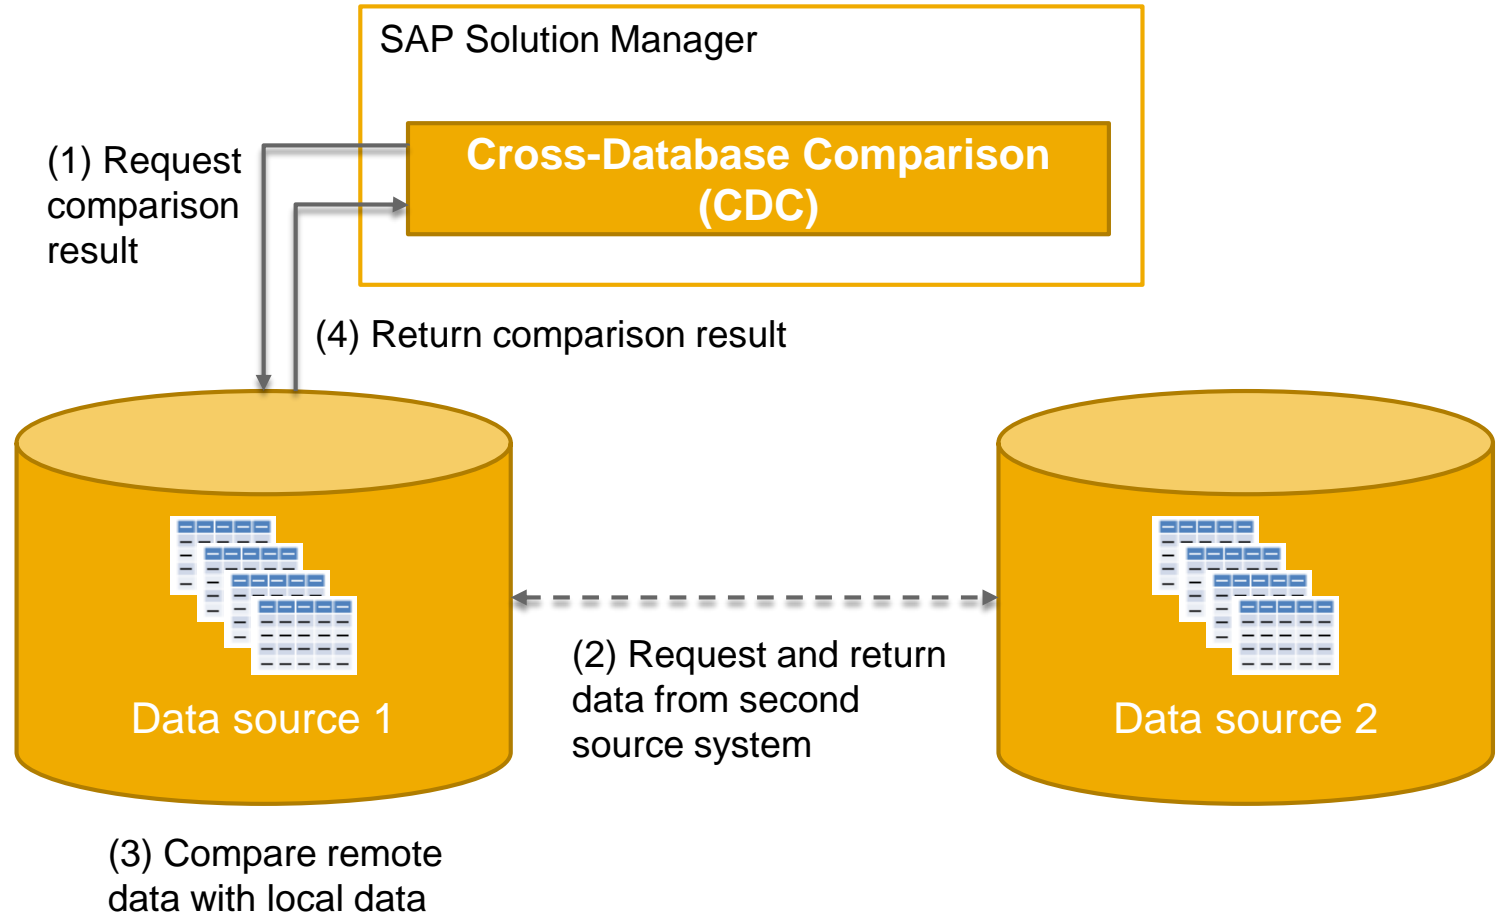 SAP Solution Manager
Cross-Database Comparison
(CDC)
(1) Request
comparison
result
(4) Return comparison result
(2) Request and return
data from second
source system
Data source 1
Data source 2
(3) Compare remote
data with local data